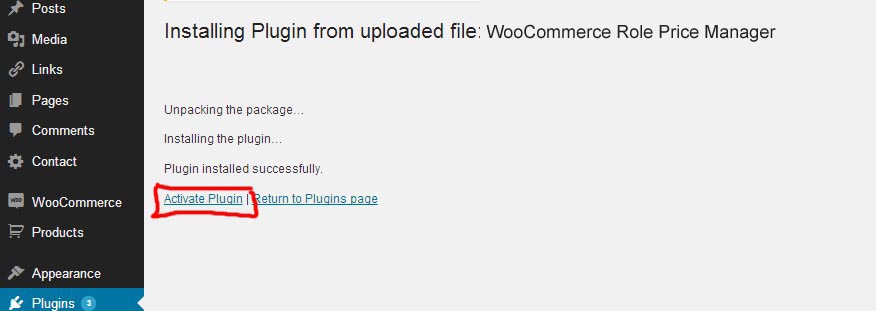 Posts
Media
Links
Pages
Comments
Contact
WOO WooCommerce
Products
Appearance
Plugins 3
Installing Plugin from uploaded file: WooCommerce Role Price Manager
Unpacking the package…
Installing the plugin…
Plugin installed successfully.
Activate Plugin | Return to Plugins page